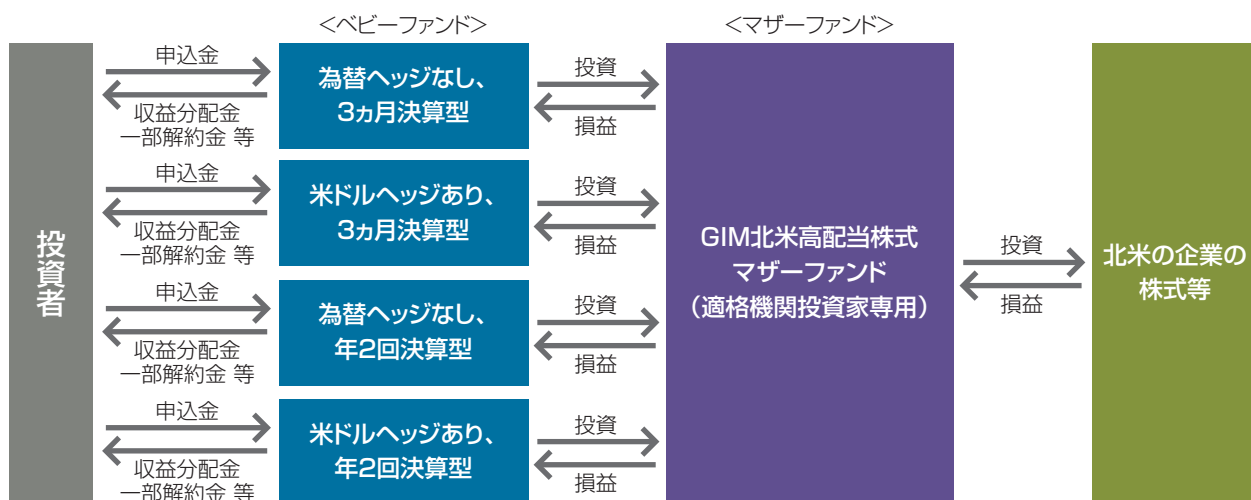 <ベビーファンド>
<マザーファンド>
投資者
申込金
収益分配金
一部解約金 等
為替ヘッジなし、
3ヵ月決算型
投資
損益
申込金
収益分配金
一部解約金 等
米ドルヘッジあり、
3ヵ月決算型
投資
損益
申込金
収益分配金
一部解約金 等
為替ヘッジなし、
年2回決算型
投資
損益
申込金
収益分配金
一部解約金 等
米ドルヘッジあり、
年2回決算型
投資
損益
GIM北米高配当株式
マザーファンド
(適格機関投資家専用)
投資
損益
北米の企業の
株式等